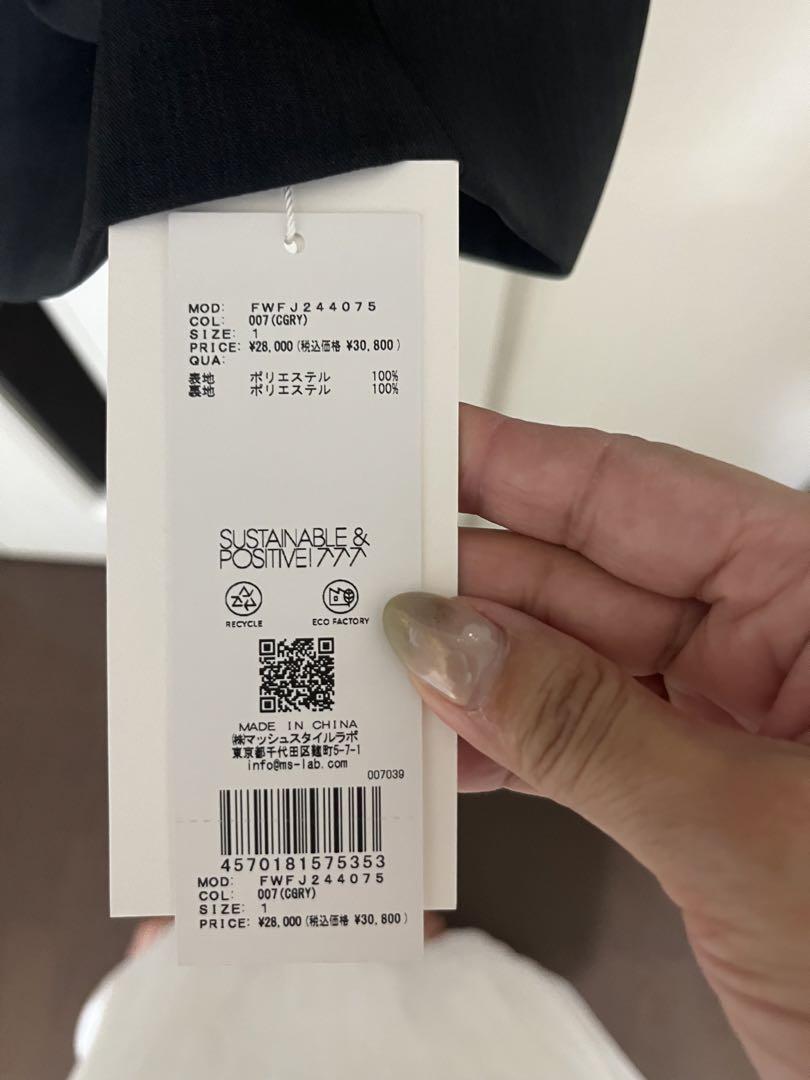 MOD: FWFJ244075
COL: 007(CGRY)
SIZE: 1
PRICE: ¥28,000(税込価格 ¥30,800)
QUA:
表地 ポリエステル 100%
裏地 ポリエステル 100%
SUSTAINABLE &
POSITIVE! 777
RECYCLE ECO FACTORY
MADE IN CHINA
㈱マッシュスタイルラボ
東京都千代田区麹町5-7-1
info@ms-lab.com
007039
4570181575353
MOD: FWFJ244075
COL: 007(CGRY)
SIZE: 1
PRICE: ¥28,000(税込価格 ¥30,800)